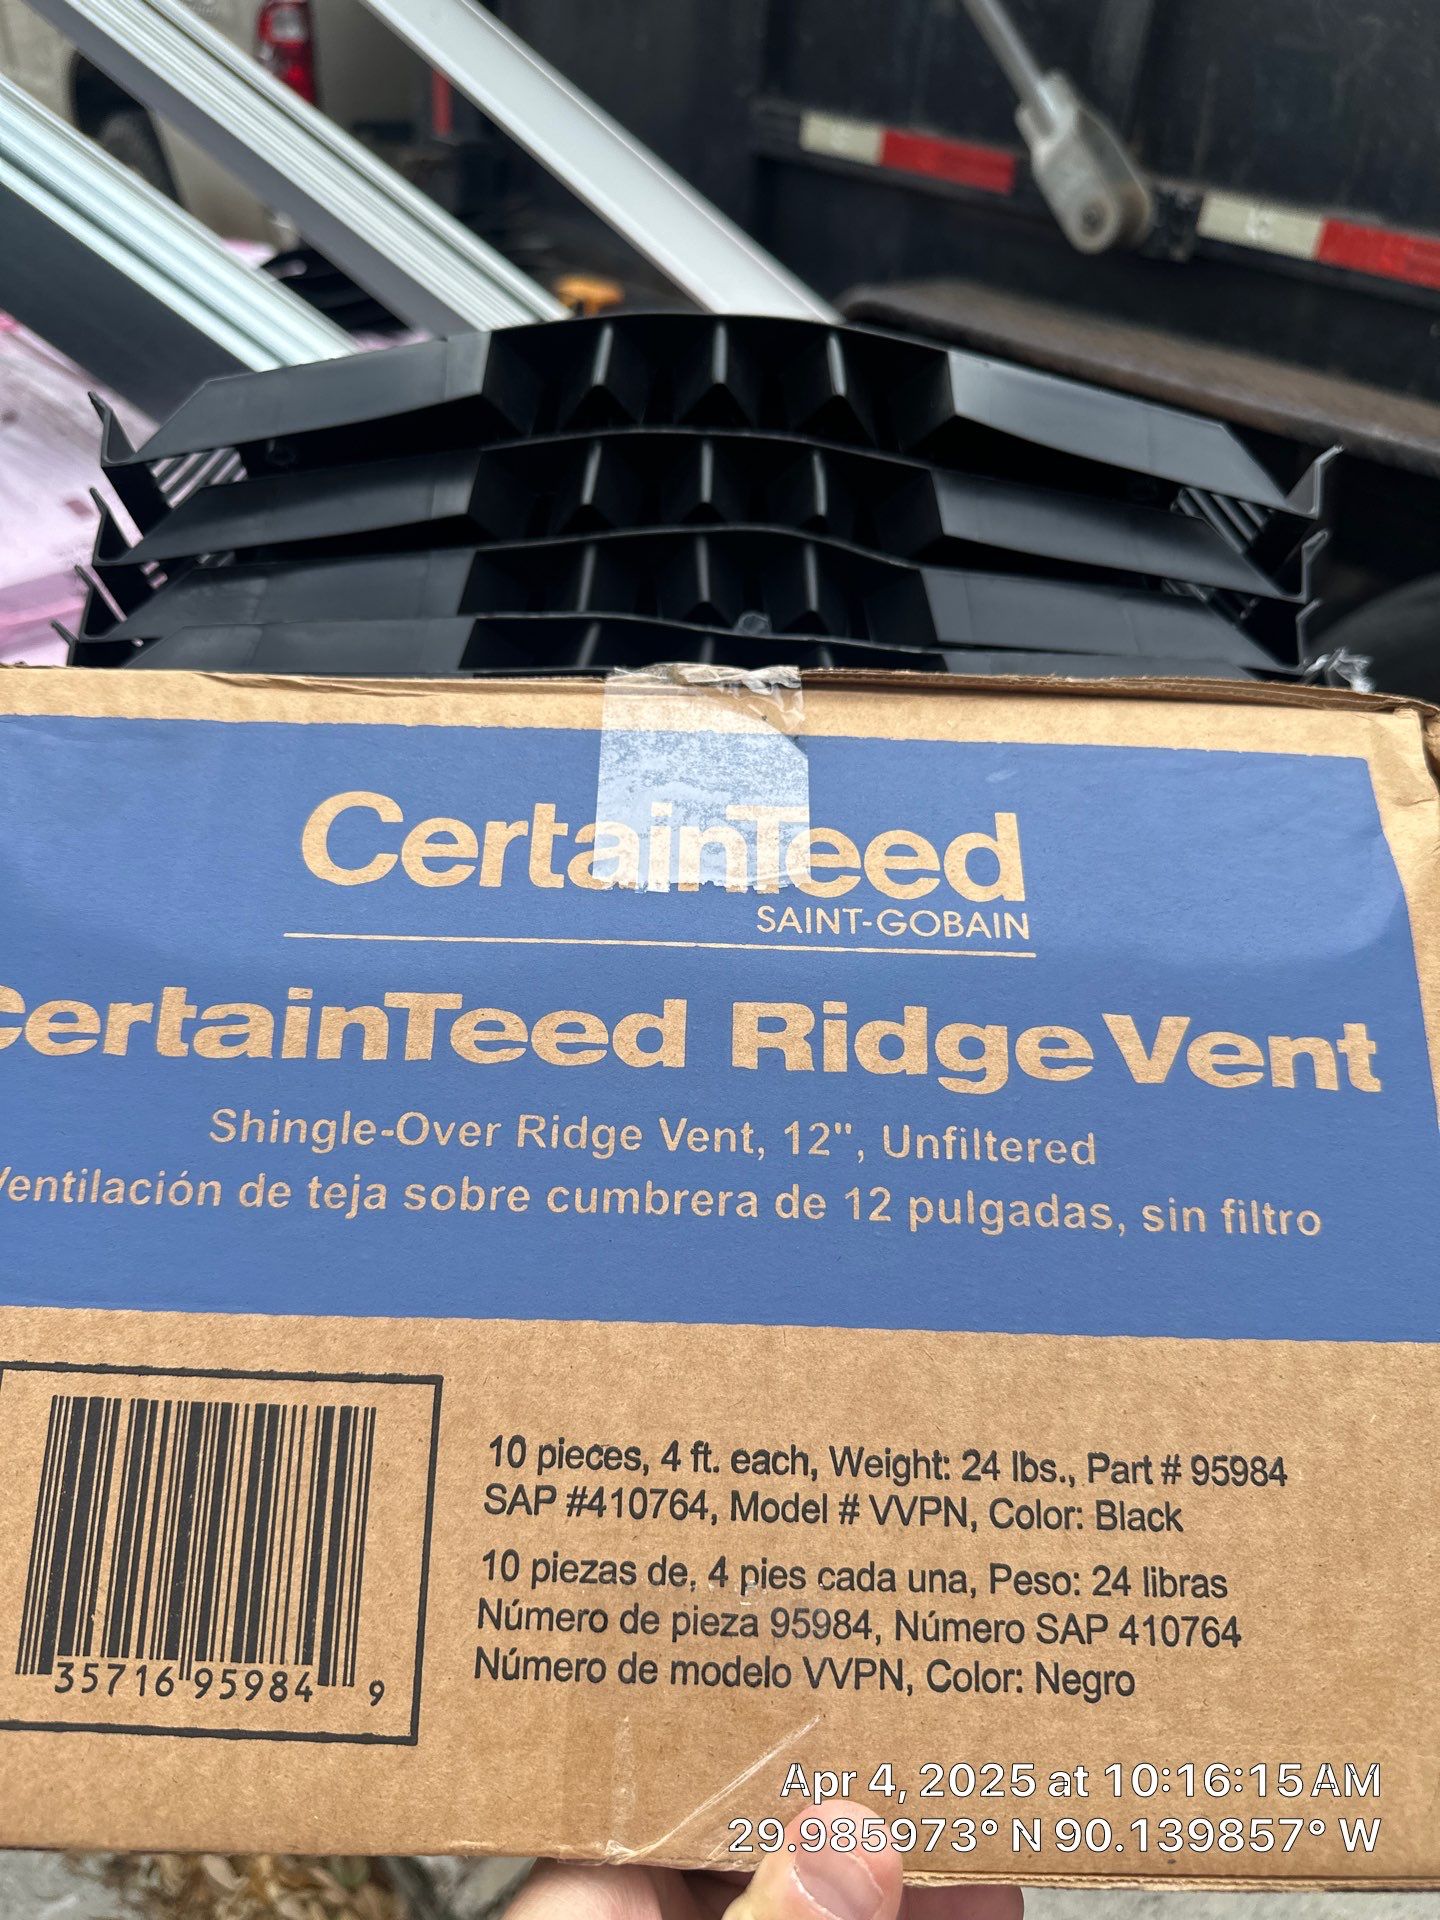 CertainTeed
SAINT-GOBAIN
CertainTeed Ridge Vent
Shingle-Over Ridge Vent, 12", Unfiltered
Ventilación de teja sobre cumbrera de 12 pulgadas, sin filtro
10 pieces, 4 ft. each, Weight: 24 lbs., Part # 95984
SAP #410764, Model # VVPN, Color: Black
10 piezas de, 4 pies cada una, Peso: 24 libras
Número de pieza 95984, Número SAP 410764
Número de modelo VVPN, Color: Negro
35716 95984 9
Apr 4, 2025 at 10:16:15 AM
29.985973° N 90.139857° W